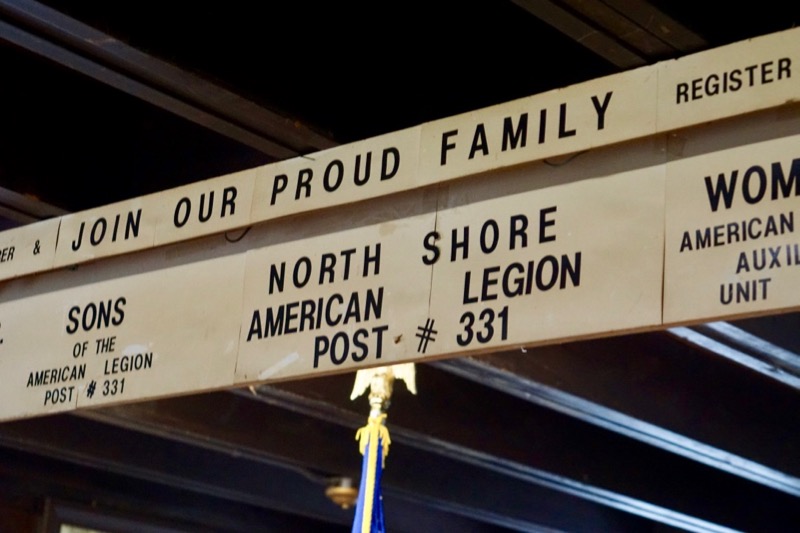 & JOIN OUR PROUD FAMILY REGISTER
SONS
OF THE
AMERICAN LEGION
POST # 331
NORTH SHORE
AMERICAN LEGION
POST # 331
AMERICAN
UNIT